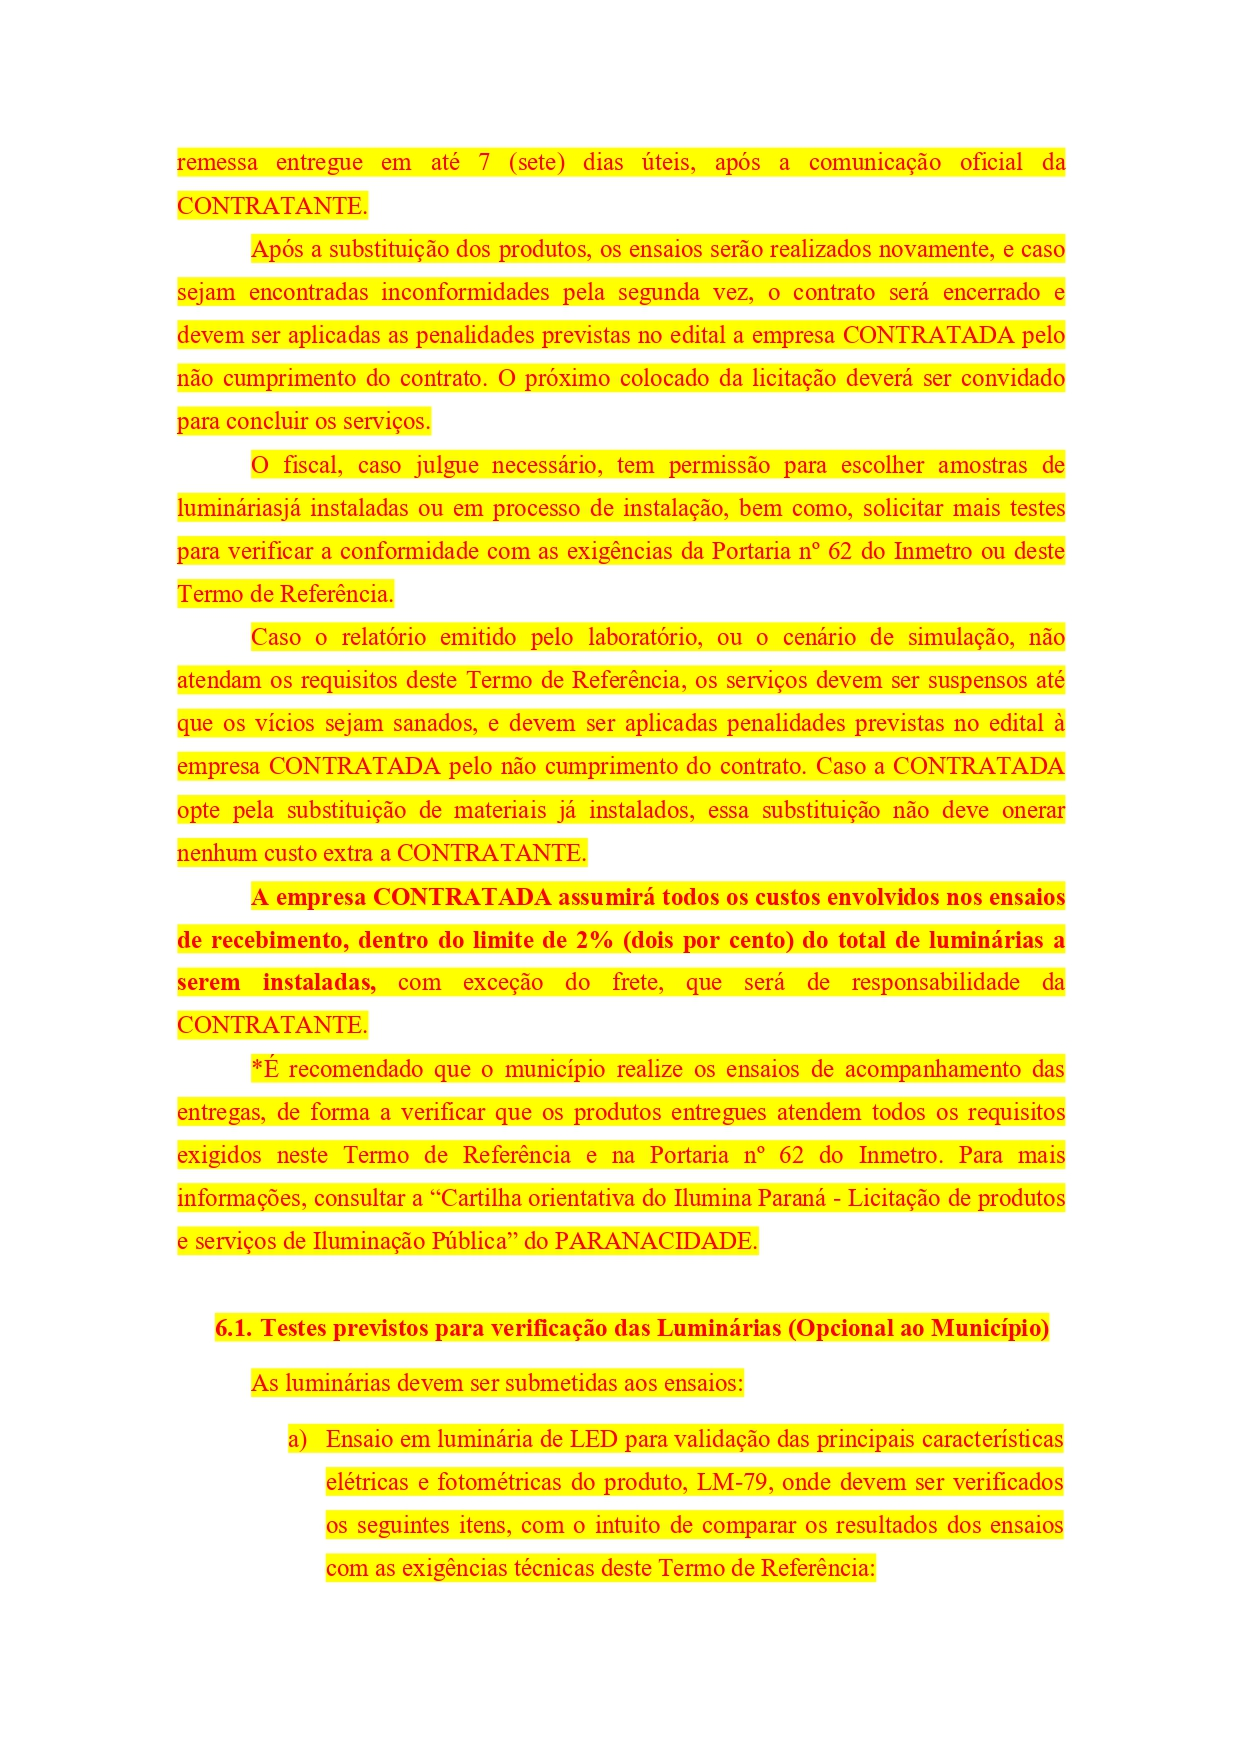 remessa entregue em até 7 (sete) dias úteis, após a comunicação oficial da
CONTRATANTE.
Após a substituição dos produtos, os ensaios serão realizados novamente, e caso
sejam encontradas inconformidades pela segunda vez, o contrato será encerrado e
devem ser aplicadas as penalidades previstas no edital a empresa CONTRATADA pelo
não cumprimento do contrato. O próximo colocado da licitação deverá ser convidado
para concluir os serviços.
O fiscal, caso julgue necessário, tem permissão para escolher amostras de
lumináriasjá instaladas ou em processo de instalação, bem como, solicitar mais testes
para verificar a conformidade com as exigências da Portaria nº 62 do Inmetro ou deste
Termo de Referência.
Caso o relatório emitido pelo laboratório, ou o cenário de simulação, não
atendam os requisitos deste Termo de Referência, os serviços devem ser suspensos até
que os vícios sejam sanados, e devem ser aplicadas penalidades previstas no edital à
empresa CONTRATADA pelo não cumprimento do contrato. Caso a CONTRATADA
opte pela substituição de materiais já instalados, essa substituição não deve onerar
nenhum custo extra a CONTRATANTE.
A empresa CONTRATADA assumirá todos os custos envolvidos nos ensaios
de recebimento, dentro do limite de 2% (dois por cento) do total de luminárias a
serem instaladas, com exceção do frete, que será de responsabilidade da
CONTRATANTE.
*É recomendado que o município realize os ensaios de acompanhamento das
entregas, de forma a verificar que os produtos entregues atendem todos os requisitos
exigidos neste Termo de Referência e na Portaria nº 62 do Inmetro. Para mais
informações, consultar a “Cartilha orientativa do Ilumina Paraná - Licitação de produtos
e serviços de Iluminação Pública” do PARANACIDADE.
6.1. Testes previstos para verificação das Luminárias (Opcional ao Município)
As luminárias devem ser submetidas aos ensaios:
a) Ensaio em luminária de LED para validação das principais características
elétricas e fotométricas do produto, LM-79, onde devem ser verificados
os seguintes itens, com o intuito de comparar os resultados dos ensaios
com as exigências técnicas deste Termo de Referência: